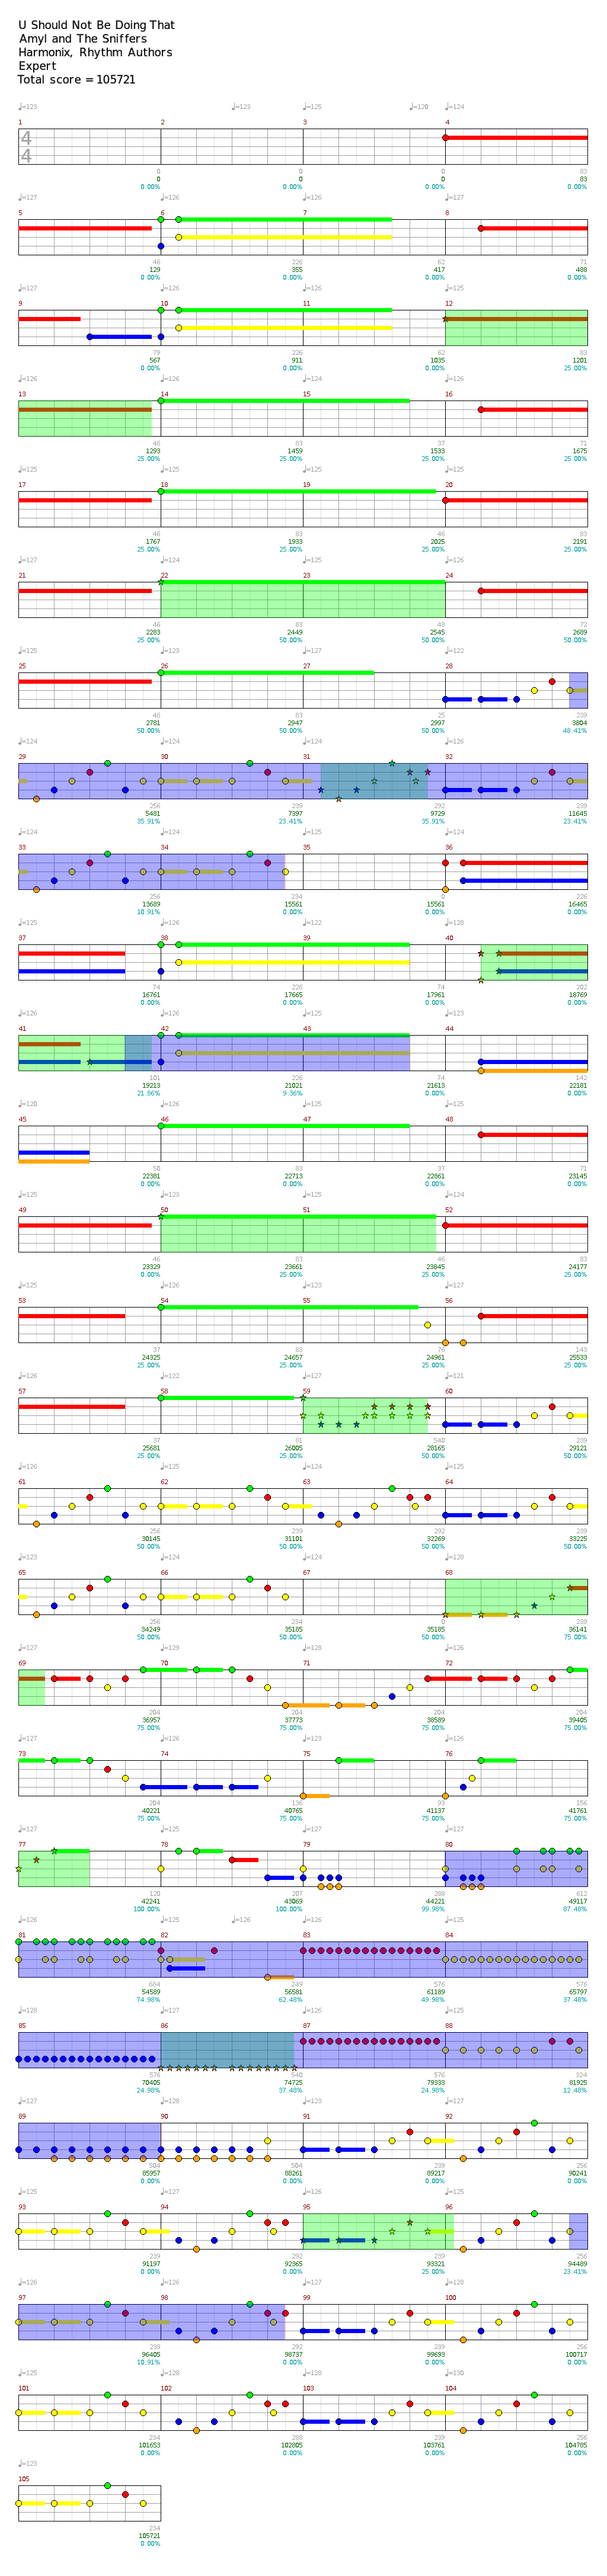 U Should Not Be Doing That
Amyl and The Sniffers
Harmonix, Rhythm Authors
Expert
Total score = 105721
♩=123 ♩=123 ♩=125 ♩=120 ♩=124
1 2 3 4
4
4
0 0 0 83
0 0 0 83
0.00% 0.00% 0.00% 0.00%
♩=127 ♩=126 ♩=126 ♩=127
5 6 7 8
46 226 62 71
129 355 417 488
0.00% 0.00% 0.00% 0.00%
♩=127 ♩=126 ♩=126 ♩=125
9 10 11 12
79 226 62 83
567 911 1035 1201
0.00% 0.00% 0.00% 25.00%
♩=126 ♩=126 ♩=124 ♩=126
13 14 15 16
46 83 37 71
1293 1459 1533 1675
25.00% 25.00% 25.00% 25.00%
♩=125 ♩=125 ♩=125 ♩=122
17 18 19 20
46 83 46 83
1767 1933 2025 2191
25.00% 25.00% 25.00% 25.00%
♩=127 ♩=124 ♩=125 ♩=126
21 22 23 24
46 83 48 72
2283 2449 2545 2689
25.00% 50.00% 50.00% 50.00%
♩=125 ♩=123 ♩=127 ♩=122
25 26 27 28
46 83 25 239
2781 2947 2997 3804
50.00% 50.00% 50.00% 48.41%
♩=124 ♩=124 ♩=124 ♩=126
29 30 31 32
256 239 292 239
5481 7397 9729 11645
35.91% 23.41% 35.91% 23.41%
♩=124 ♩=124 ♩=124
33 34 35 36
256 234 0 226
13689 15561 15561 16465
10.91% 0.00% 0.00% 0.00%
♩=125 ♩=126 ♩=122 ♩=128
37 38 39 40
74 226 74 202
16761 17665 17961 18769
0.00% 0.00% 0.00% 0.00%
♩=126 ♩=126 ♩=125 ♩=123
41 42 43 44
101 226 74 142
19213 21021 21613 22181
21.86% 9.36% 0.00% 0.00%
♩=120 ♩=126 ♩=125 ♩=125
45 46 47 48
50 83 37 71
22381 22713 22861 23145
0.00% 0.00% 0.00% 0.00%
♩=125 ♩=126 ♩=127 ♩=124
49 50 51 52
46 83 46 83
23329 23661 23845 24177
0.00% 0.00% 25.00% 25.00%
♩=125 ♩=126 ♩=123 ♩=127
53 54 55 56
37 83 76 143
24325 24657 24961 25533
25.00% 25.00% 25.00% 25.00%
♩=126 ♩=122 ♩=127 ♩=121
57 58 59 60
37 81 540 239
25681 26005 28165 29121
25.00% 25.00% 50.00% 50.00%
♩=126 ♩=124 ♩=124 ♩=125
61 62 63 64
256 239 292 239
30145 31101 32269 33225
50.00% 50.00% 50.00% 50.00%
♩=123 ♩=124 ♩=124 ♩=128
65 66 67 68
256 234 0 239
34249 35185 35185 36141
50.00% 50.00% 50.00% 75.00%
♩=127 ♩=129 ♩=128 ♩=126
69 70 71 72
204 204 204 204
36957 37773 38589 39405
75.00% 75.00% 75.00% 75.00%
♩=123 ♩=127 ♩=125 ♩=126
73 74 75 76
204 136 93 156
40221 40765 41137 41761
75.00% 75.00% 75.00% 75.00%
♩=127 ♩=125 ♩=127 ♩=127
77 78 79 80
120 207 288 612
42241 43069 44221 49117
100.00% 100.00% 99.98% 87.48%
♩=126 ♩=125 ♩=126 ♩=123 ♩=124
81 82 83 84
684 249 576 576
54589 56581 61189 65797
74.98% 62.48% 49.98% 37.48%
♩=128 ♩=127 ♩=126 ♩=125
85 86 87 88
576 540 576 324
70405 74725 79333 81925
24.98% 37.48% 24.98% 12.48%
♩=127 ♩=128 ♩=125 ♩=123
89 90 91 92
504 504 239 256
85957 88261 89217 90241
0.00% 0.00% 0.00% 0.00%
♩=125 ♩=127 ♩=125 ♩=126
93 94 95 96
239 292 239 256
91197 92365 93321 94489
0.00% 0.00% 25.00% 23.41%
♩=126 ♩=126 ♩=127 ♩=126
97 98 99 100
239 292 239 256
96405 98737 99693 100717
10.91% 0.00% 0.00% 0.00%
♩=125 ♩=128 ♩=128 ♩=130
101 102 103 104
234 286 239 256
101653 102805 103761 104785
0.00% 0.00% 0.00% 0.00%
♩=123
105
234
105721
0.00%